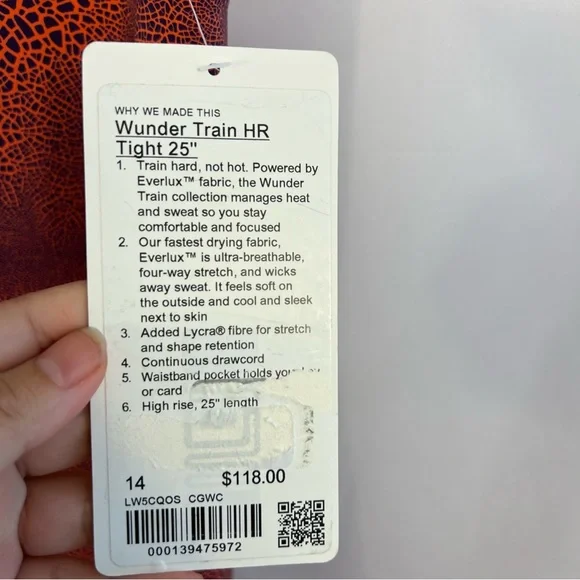 WHY WE MADE THIS
Wunder Train HR
Tight 25"
1. Train hard, not hot. Powered by
Everlux™ fabric, the Wunder
Train collection manages heat
and sweat so you stay
comfortable and focused
2. Our fastest drying fabric,
Everlux™ is ultra-breathable,
four-way stretch, and wicks
away sweat. It feels soft on
the outside and cool and sleek
next to skin
3. Added Lycra® fibre for stretch
and shape retention
4. Continuous drawcord
5. Waistband pocket holds your
or card
6. High rise, 25" length
14 $118.00
LW5CQOS CGWC
000139475972